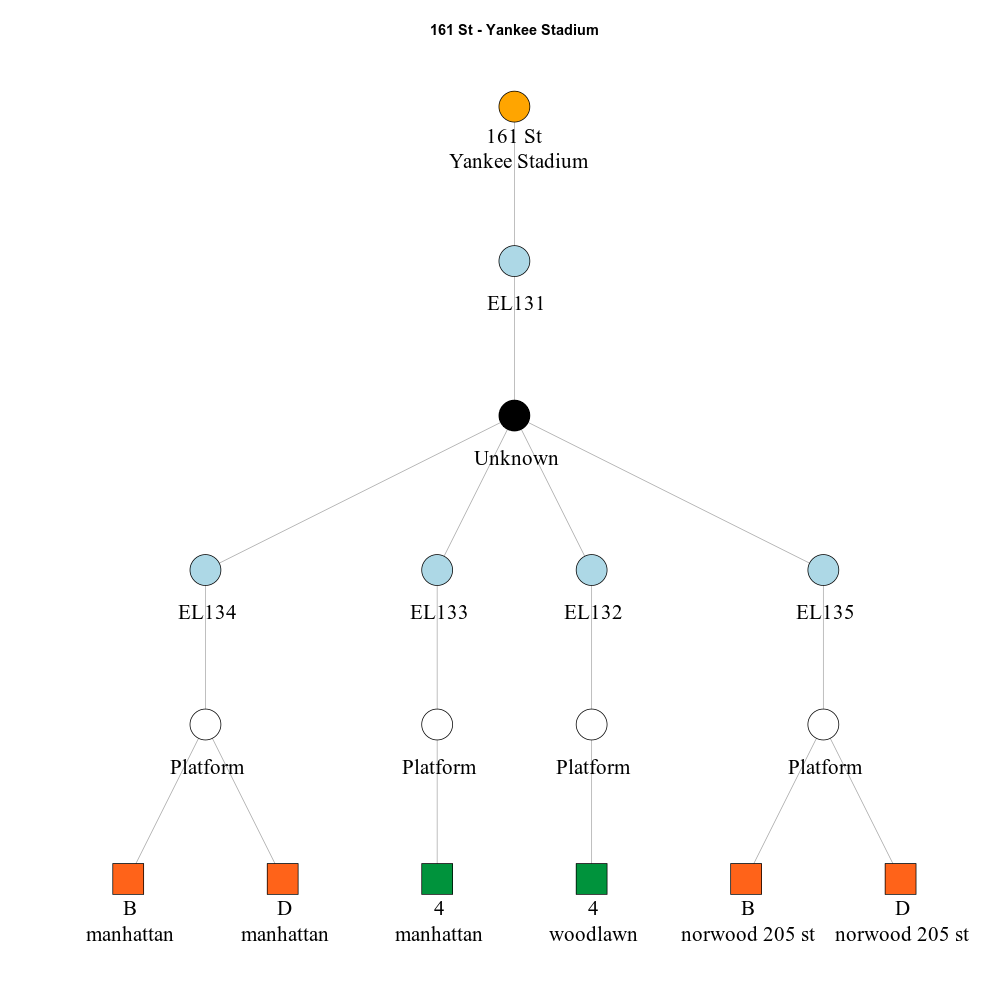 161 St - Yankee Stadium
161 St
Yankee Stadium
EL131
Unknown
EL134
EL133
EL132
EL135
Platform
Platform
Platform
Platform
B
manhattan
D
manhattan
4
manhattan
4
woodlawn
B
norwood 205 st
D
norwood 205 st